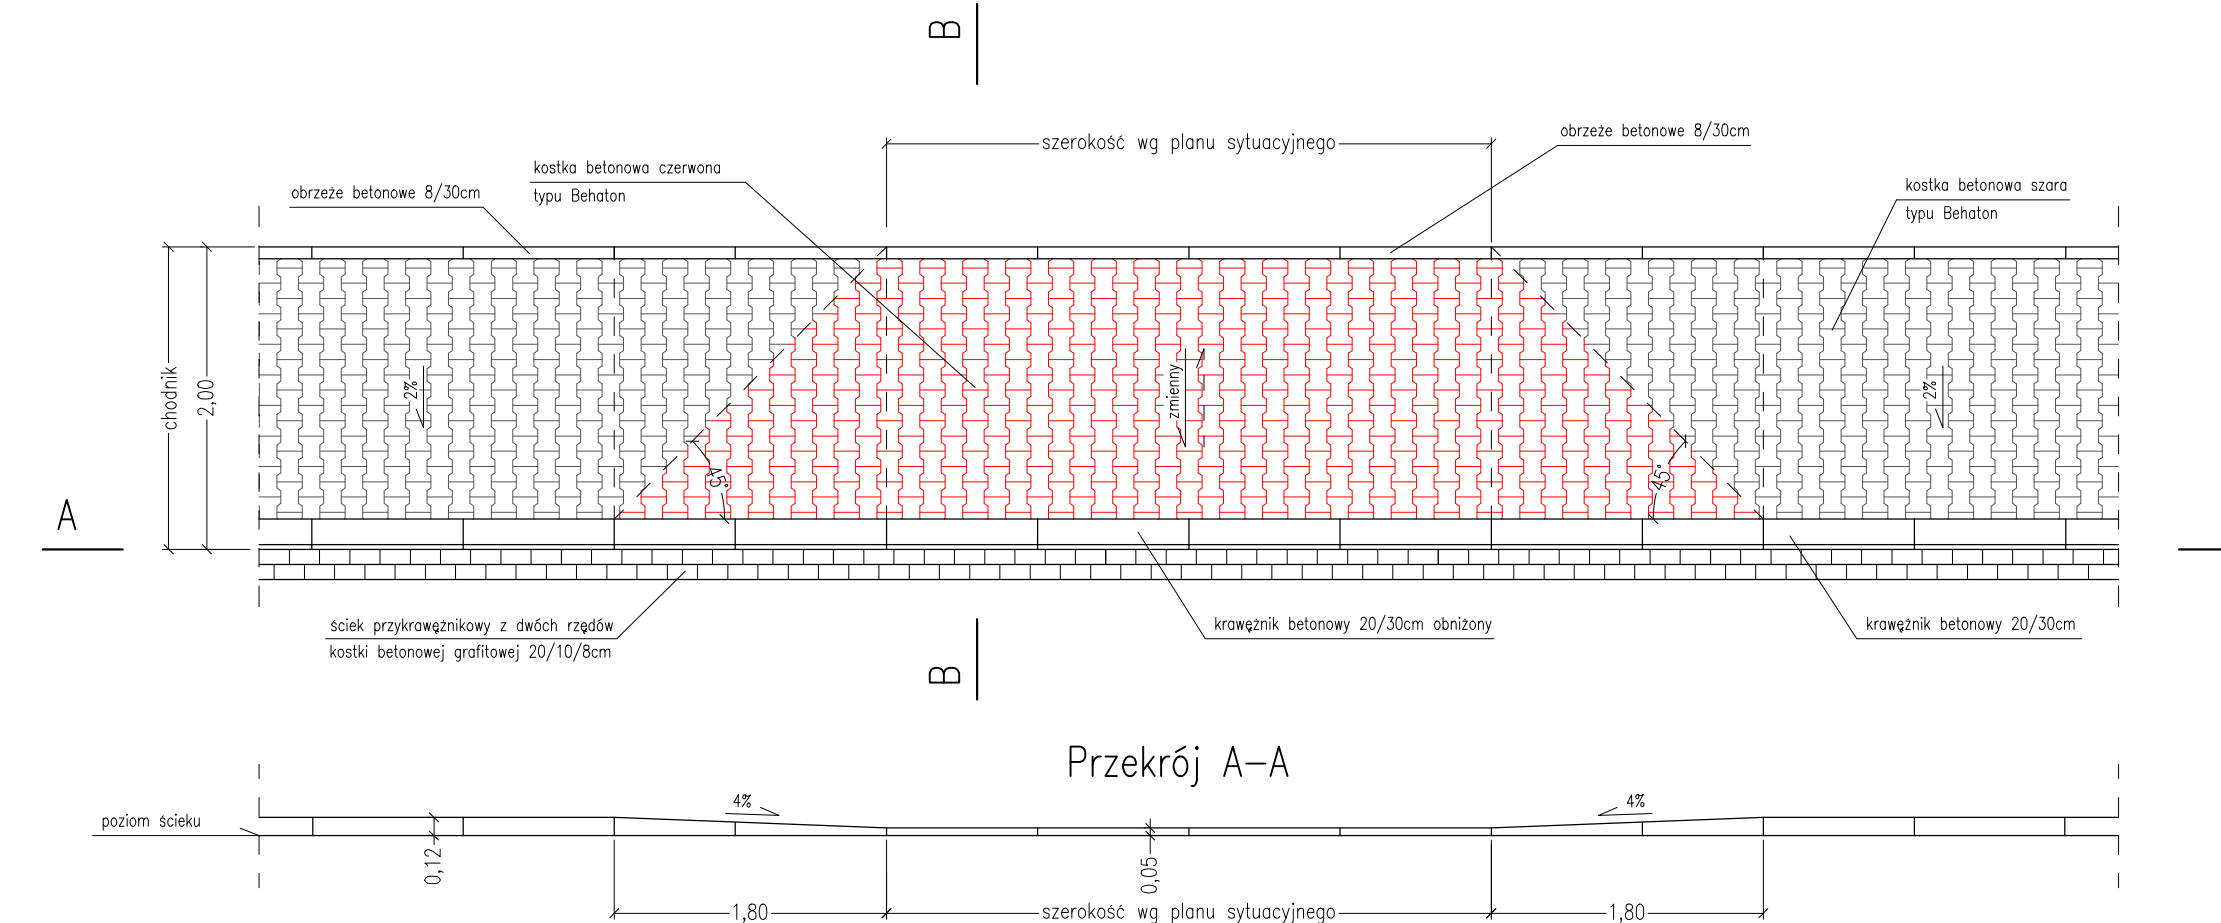 B
szerokość wg planu sytuacyjnego
obrzeże betonowe 8/30cm
kostka betonowa czerwona
typu Behaton
obrzeże betonowe 8/30cm
kostka betonowa szara
typu Behaton
chodnik
2,00
2%
zmienny
2%
45°
45°
A
ściek przykrawężnikowy z dwóch rzędów
kostki betonowej grafitowej 20/10/8cm
krawężnik betonowy 20/30cm obniżony
krawężnik betonowy 20/30cm
B
Przekrój A-A
4%
4%
poziom ścieku
0,12
0,05
1,80
szerokość wg planu sytuacyjnego
1,80